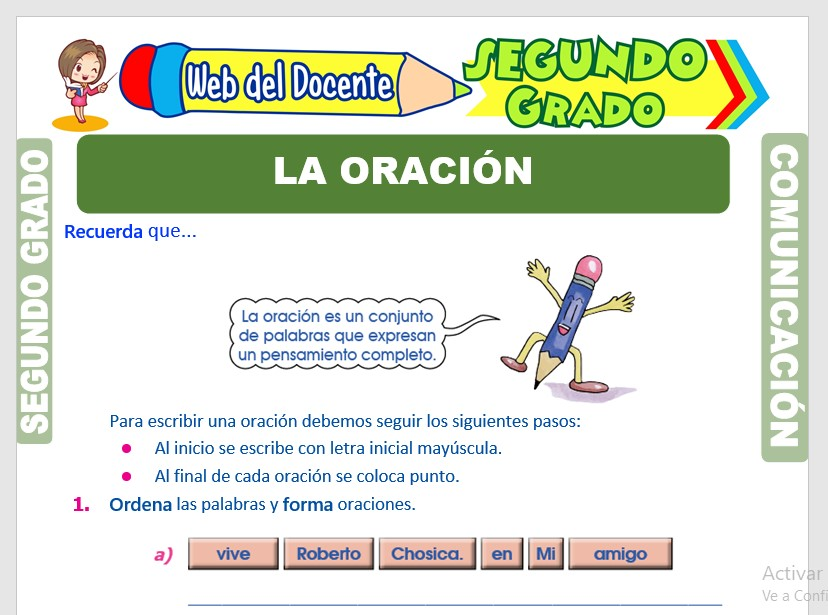 Web del Docente
SEGUNDO
GRADO
LA ORACIÓN
SEGUNDO GRADO
COMUNICACIÓN
Recuerda que...
La oración es un conjunto
de palabras que expresan
un pensamiento completo.
Para escribir una oración debemos seguir los siguientes pasos:
● Al inicio se escribe con letra inicial mayúscula.
● Al final de cada oración se coloca punto.
1. Ordena las palabras y forma oraciones.
a) vive Roberto Chosica. en Mi amigo
Activar
Ve a Confi